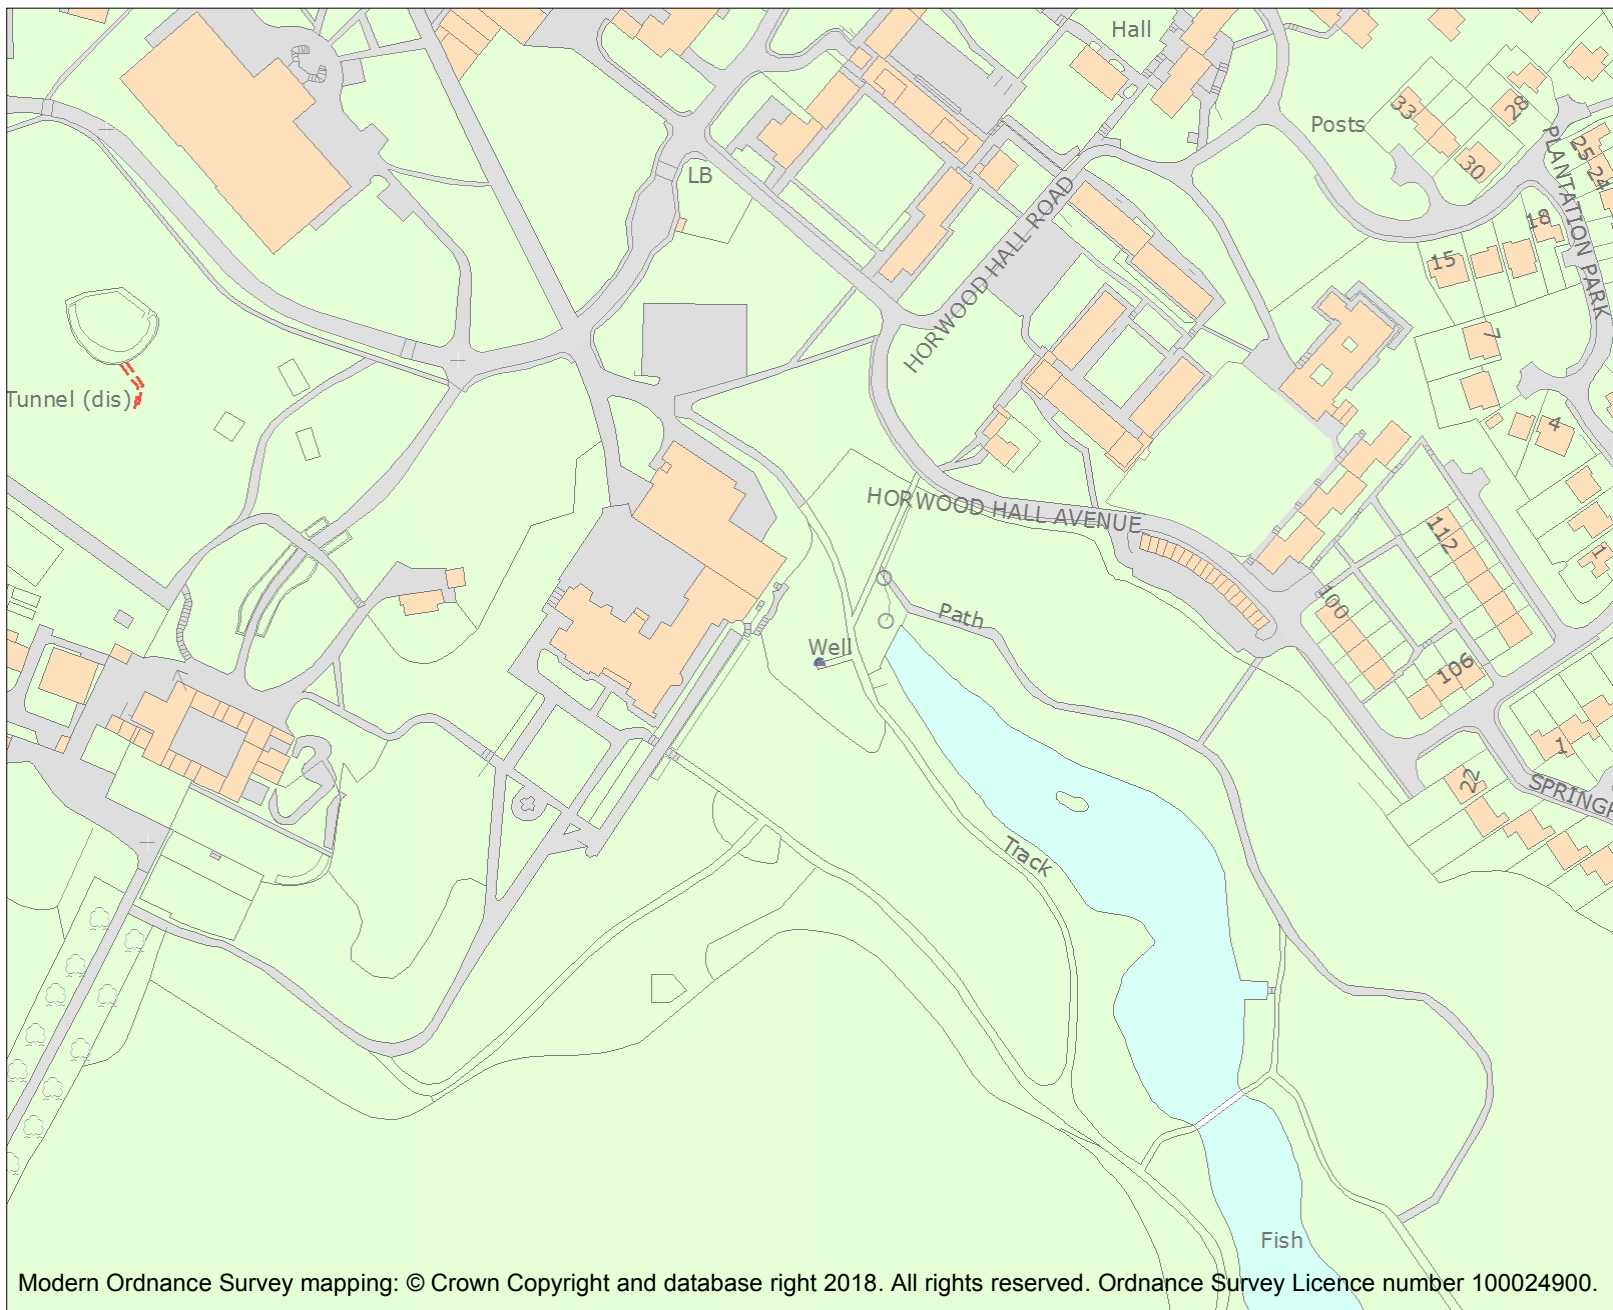 Hall
Posts
33
28
30
PLANTATION PARK
25
24
LB
HORWOOD HALL ROAD
18
15
7
Tunnel (dis)
4
HORWOOD HALL AVENUE
112
1
100
Path
Well
106
1
22
SPRINGF
Track
Fish
Modern Ordnance Survey mapping: © Crown Copyright and database right 2018. All rights reserved. Ordnance Survey Licence number 100024900.